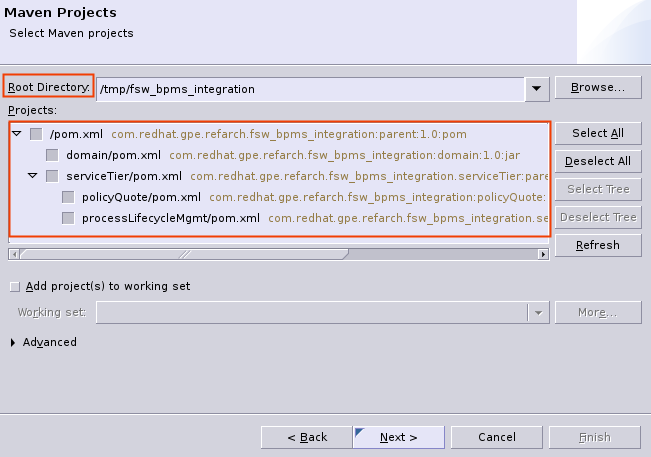 Maven Projects
Select Maven projects
Root Directory: /tmp/fsw_bpms_integration Browse...
Projects:
/pom.xml com.redhat.gpe.refarch.fsw_bpms_integration:parent:1.0:pom Select All
domain/pom.xml com.redhat.gpe.refarch.fsw_bpms_integration:domain:1.0:jar Deselect All
serviceTier/pom.xml com.redhat.gpe.refarch.fsw_bpms_integration.serviceTier:pare Select Tree
policyQuote/pom.xml com.redhat.gpe.refarch.fsw_bpms_integration:policyQuote: Deselect Tree
processLifecycleMgmt/pom.xml com.redhat.gpe.refarch.fsw_bpms_integration.se
Refresh
Add project(s) to working set
Working set: More...
Advanced
< Back Next > Cancel Finish